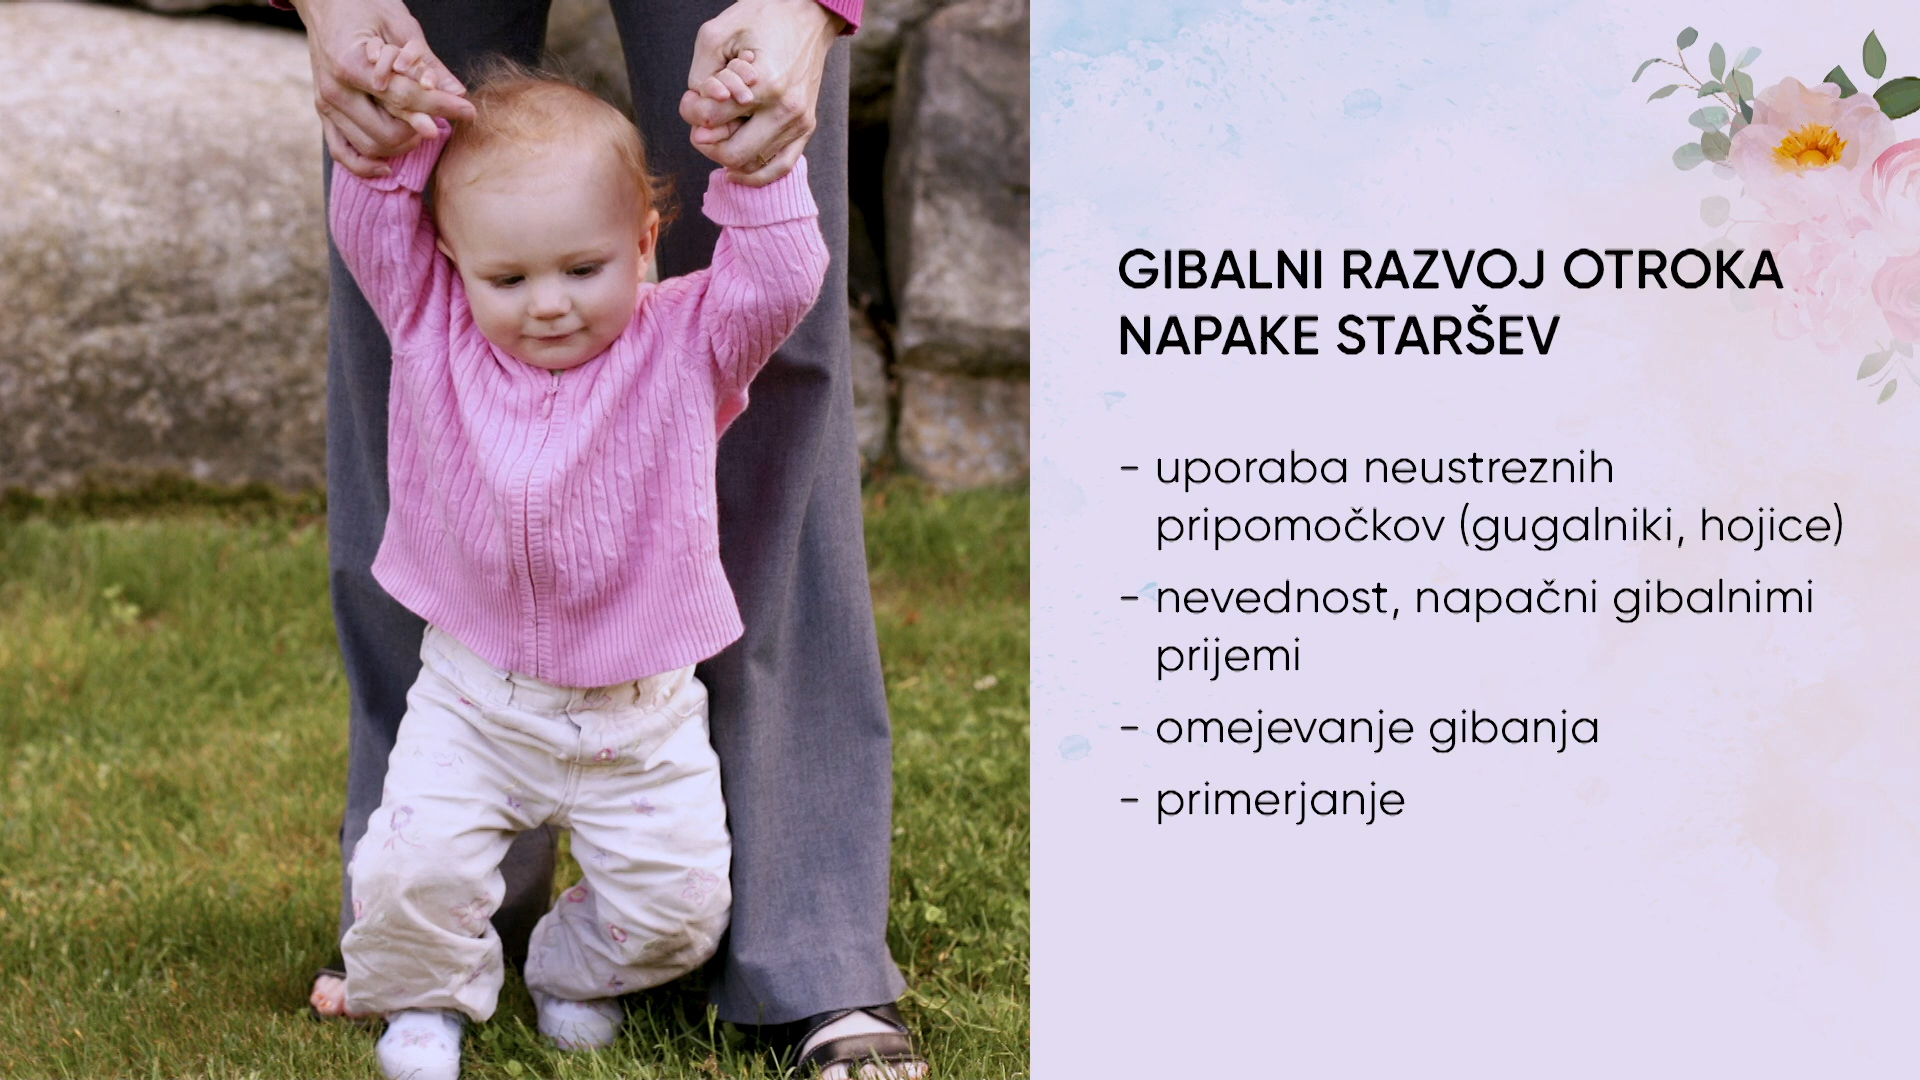 GIBALNI RAZVOJ OTROKA
NAPAKE STARŠEV
- uporaba neustreznih
pripomočkov (gugalniki, hojice)
- nevednost, napačni gibalnimi
prijemi
- omejevanje gibanja
- primerjanje